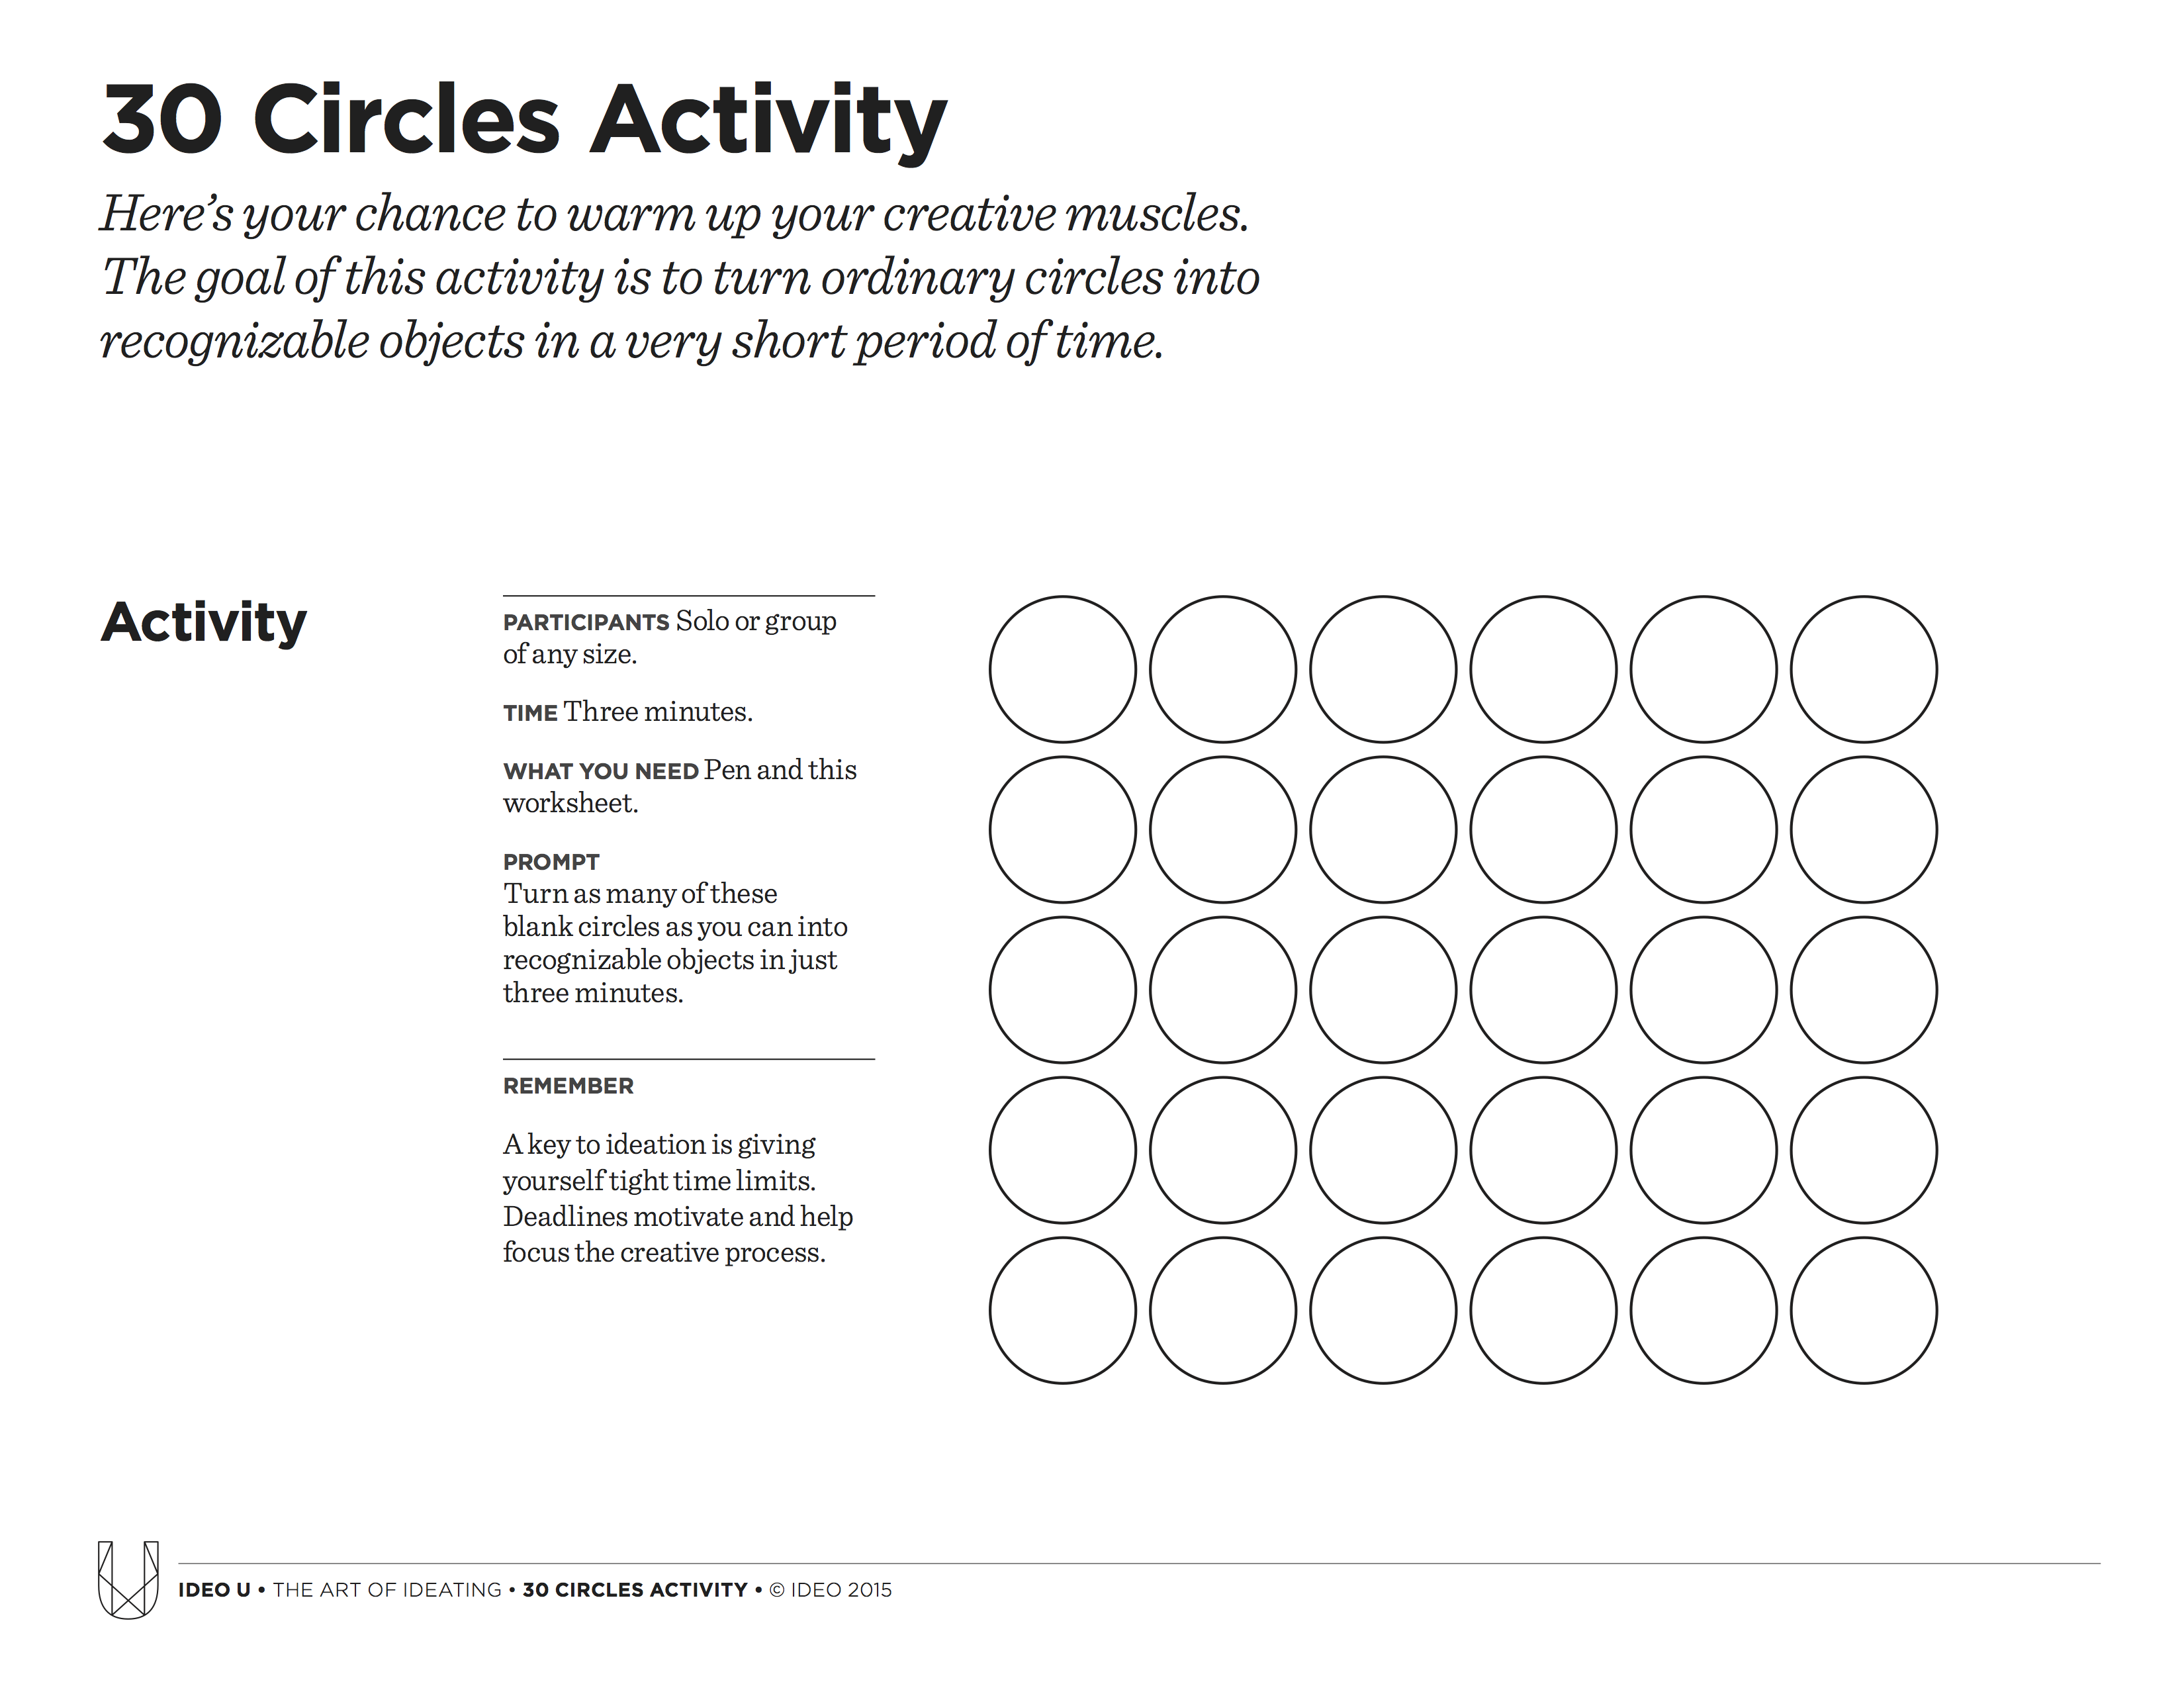 30 Circles Activity
Here’s your chance to warm up your creative muscles.
The goal of this activity is to turn ordinary circles into
recognizable objects in a very short period of time.
Activity
PARTICIPANTS Solo or group
of any size.
TIME Three minutes.
WHAT YOU NEED Pen and this
worksheet.
PROMPT
Turn as many of these
blank circles as you can into
recognizable objects in just
three minutes.
REMEMBER
A key to ideation is giving
yourself tight time limits.
Deadlines motivate and help
focus the creative process.
IDEO U • THE ART OF IDEATING • 30 CIRCLES ACTIVITY • © IDEO 2015